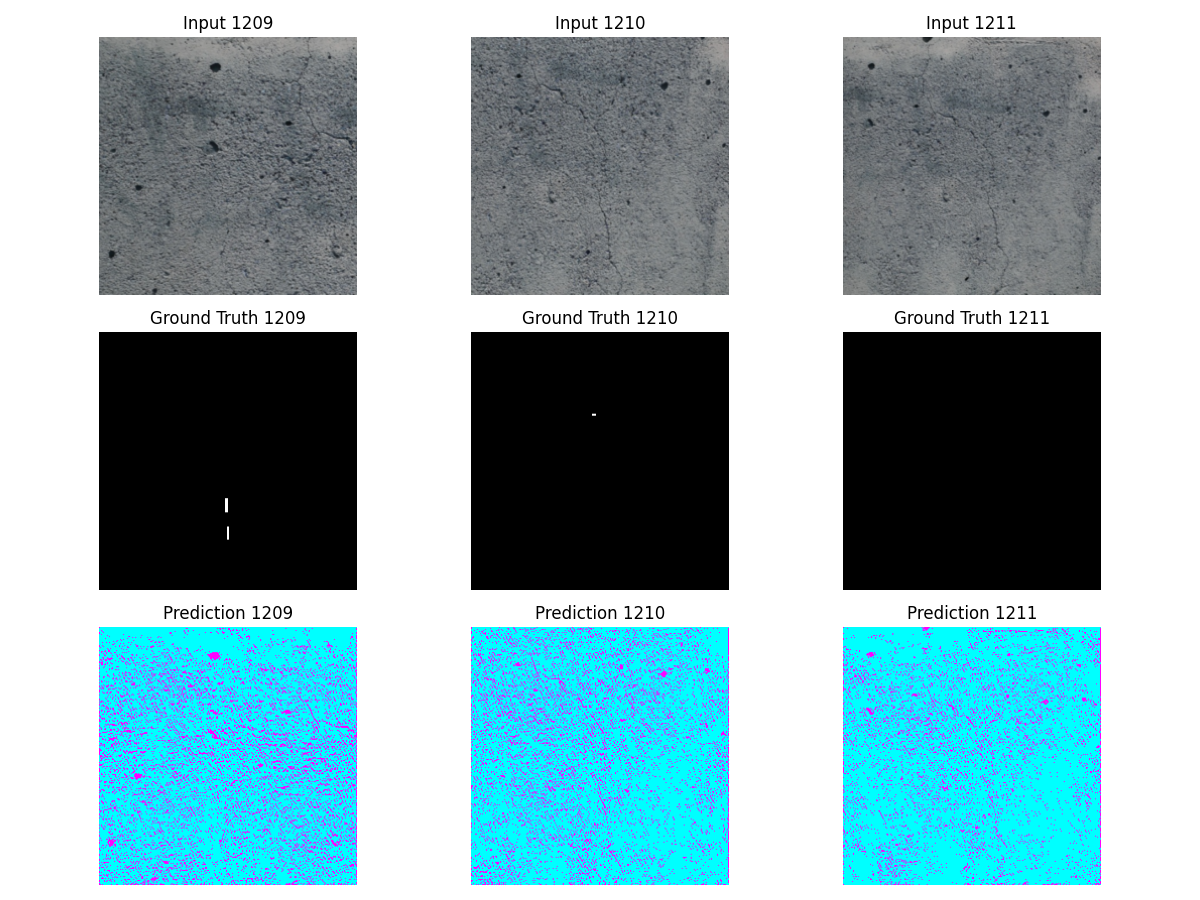 Input 1209
Input 1210
Input 1211
Ground Truth 1209
Ground Truth 1210
Ground Truth 1211
Prediction 1209
Prediction 1210
Prediction 1211